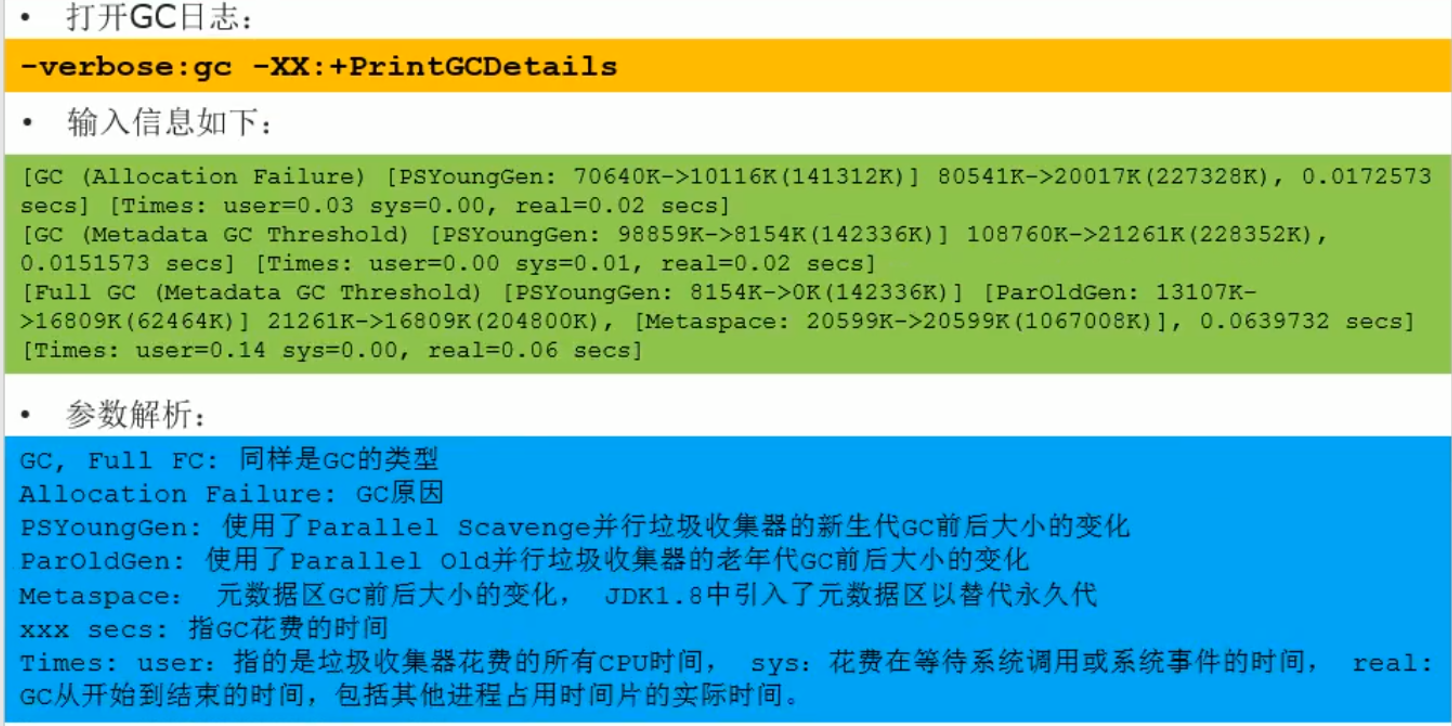 • 打开GC日志：
-verbose:gc -XX:+PrintGCDetails
• 输入信息如下：
[GC (Allocation Failure) [PSYoungGen: 70640K->10116K(141312K)] 80541K->20017K(227328K), 0.0172573
secs] [Times: user=0.03 sys=0.00, real=0.02 secs]
[GC (Metadata GC Threshold) [PSYoungGen: 98859K->8154K(142336K)] 108760K->21261K(228352K),
0.0151573 secs] [Times: user=0.00 sys=0.01, real=0.02 secs]
[Full GC (Metadata GC Threshold) [PSYoungGen: 8154K->0K(142336K)] [ParOldGen: 13107K-
>16809K(62464K)] 21261K->16809K(204800K), [Metaspace: 20599K->20599K(1067008K)], 0.0639732 secs]
[Times: user=0.14 sys=0.00, real=0.06 secs]
• 参数解析：
GC, Full FC: 同样是GC的类型
Allocation Failure: GC原因
PSYoungGen: 使用了Parallel Scavenge并行垃圾收集器的新生代GC前后大小的变化
ParOldGen: 使用了Parallel Old并行垃圾收集器的老年代GC前后大小的变化
Metaspace： 元数据区GC前后大小的变化， JDK1.8中引入了元数据区以替代永久代
xxx secs: 指GC花费的时间
Times: user：指的是垃圾收集器花费的所有CPU时间， sys：花费在等待系统调用或系统事件的时间， real:
GC从开始到结束的时间，包括其他进程占用时间片的实际时间。